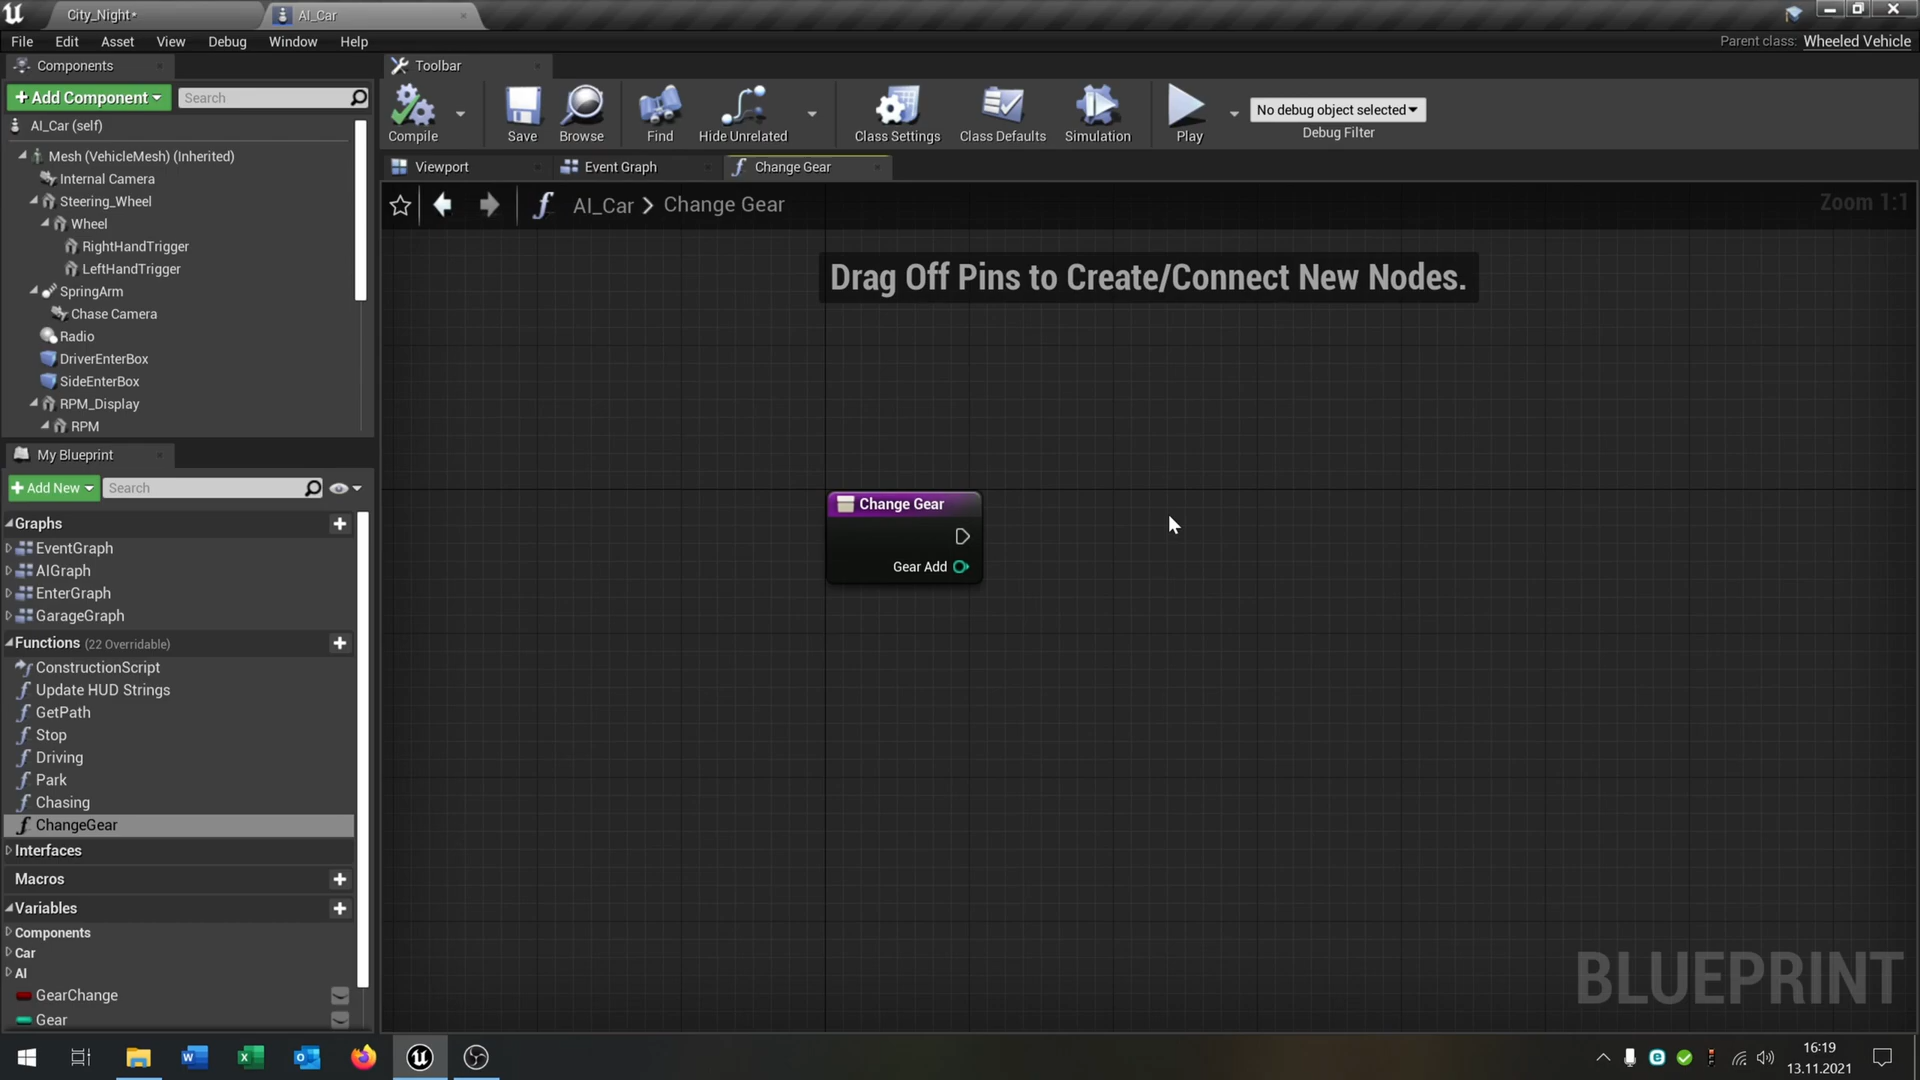 City_Night*
AI_Car
File
Edit
Asset
View
Debug
Window
Help
Parent class: Wheeled Vehicle
Components
Toolbar
+ Add Component
Search
AI_Car (self)
Mesh (VehicleMesh) (Inherited)
Internal Camera
Steering_Wheel
Wheel
RightHandTrigger
LeftHandTrigger
SpringArm
Chase Camera
Radio
DriverEnterBox
SideEnterBox
RPM_Display
RPM
Compile
Save
Browse
Find
Hide Unrelated
Class Settings
Class Defaults
Simulation
Play
No debug object selected
Debug Filter
Viewport
Event Graph
Change Gear
AI_Car > Change Gear
Zoom 1:1
Drag Off Pins to Create/Connect New Nodes.
Change Gear
Gear Add
BLUEPRINT
My Blueprint
+ Add New
Search
Graphs
EventGraph
AIGraph
EnterGraph
GarageGraph
Functions (22 Overridable)
ConstructionScript
Update HUD Strings
GetPath
Stop
Driving
Park
Chasing
ChangeGear
Interfaces
Macros
Variables
Components
Car
AI
GearChange
Gear
16:19
13.11.2021